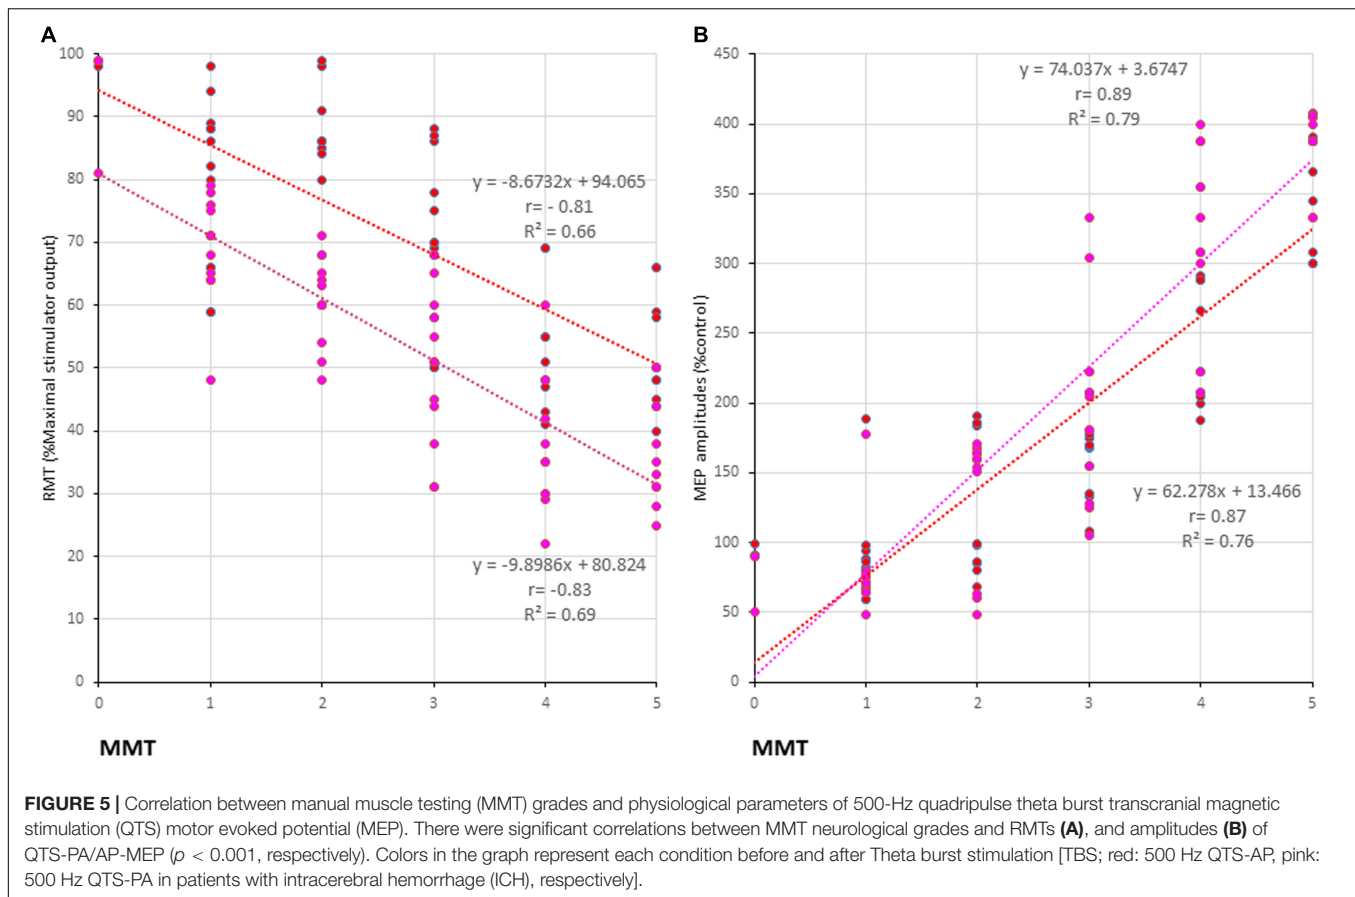 A
RMT (%Maximal stimulator output)
100
90
80
70
60
50
40
30
20
10
0
y = -8.6732x + 94.065
r= - 0.81
R² = 0.66
y = -9.8986x + 80.824
r= -0.83
R² = 0.69
0 1 2 3 4 5
MMT
B
MEP amplitudes (%control)
450
400
350
300
250
200
150
100
50
0
y = 74.037x + 3.6747
r= 0.89
R² = 0.79
y = 62.278x + 13.466
r= 0.87
R² = 0.76
0 1 2 3 4 5
MMT
FIGURE 5 | Correlation between manual muscle testing (MMT) grades and physiological parameters of 500-Hz quadripulse theta burst transcranial magnetic
stimulation (QTS) motor evoked potential (MEP). There were significant correlations between MMT neurological grades and RMTs (A), and amplitudes (B) of
QTS-PA/AP-MEP (p < 0.001, respectively). Colors in the graph represent each condition before and after Theta burst stimulation [TBS; red: 500 Hz QTS-AP, pink:
500 Hz QTS-PA in patients with intracerebral hemorrhage (ICH), respectively].